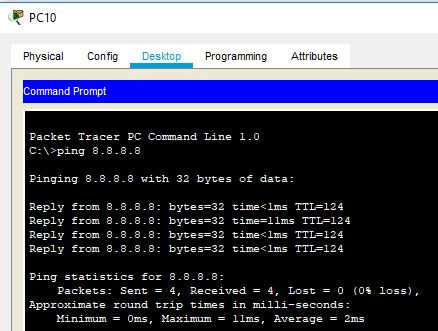 PC10
Physical Config Desktop Programming Attributes
Command Prompt
Packet Tracer PC Command Line 1.0
C:\>ping 8.8.8.8
Pinging 8.8.8.8 with 32 bytes of data:
Reply from 8.8.8.8: bytes=32 time<1ms TTL=124
Reply from 8.8.8.8: bytes=32 time=11ms TTL=124
Reply from 8.8.8.8: bytes=32 time<1ms TTL=124
Reply from 8.8.8.8: bytes=32 time<1ms TTL=124
Ping statistics for 8.8.8.8:
Packets: Sent = 4, Received = 4, Lost = 0 (0% loss),
Approximate round trip times in milli-seconds:
Minimum = 0ms, Maximum = 11ms, Average = 2ms